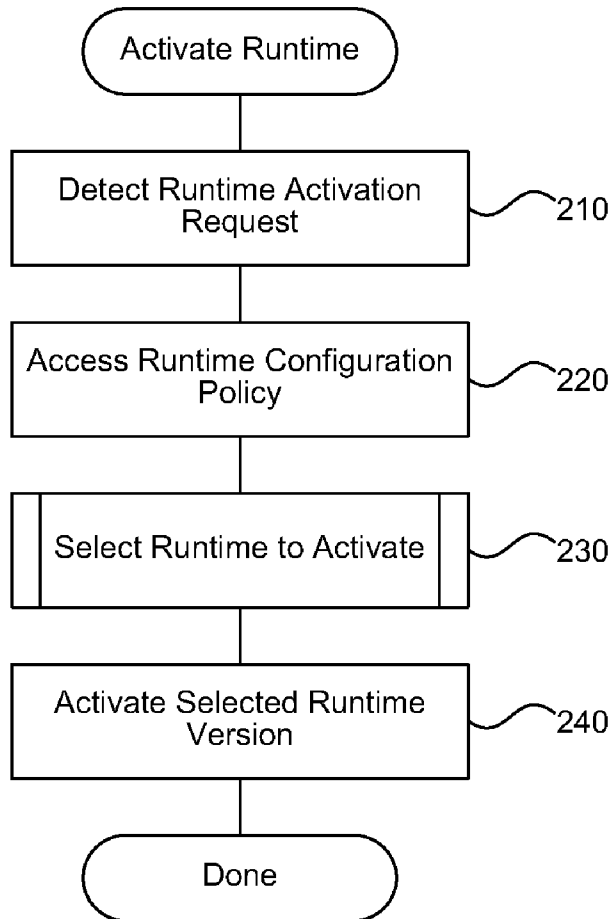 Activate Runtime
Detect Runtime Activation
Request
210
Access Runtime Configuration
Policy
220
Select Runtime to Activate
230
Activate Selected Runtime
Version
240
Done